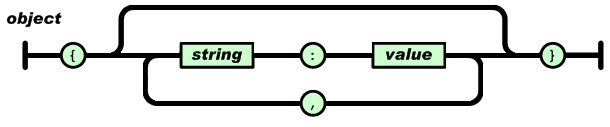 object
{ string : value }
,